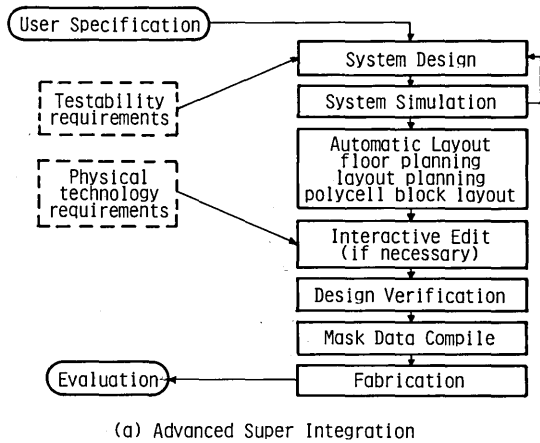 User Specification
System Design
Testability
requirements
System Simulation
Automatic Layout
floor planning
layout planning
polycell block layout
Physical
technology
requirements
Interactive Edit
(if necessary)
Design Verification
Mask Data Compile
Evaluation
Fabrication
(a) Advanced Super Integration